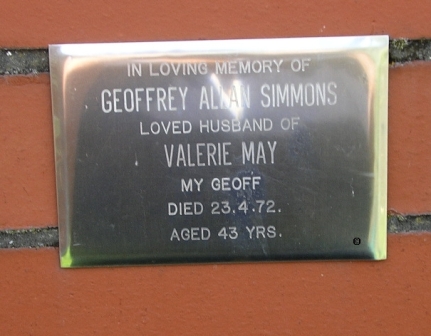 IN LOVING MEMORY OF
GEOFFREY ALLAN SIMMONS
LOVED HUSBAND OF
VALERIE MAY
MY GEOFF
DIED 23.4.72.
AGED 43 YRS.